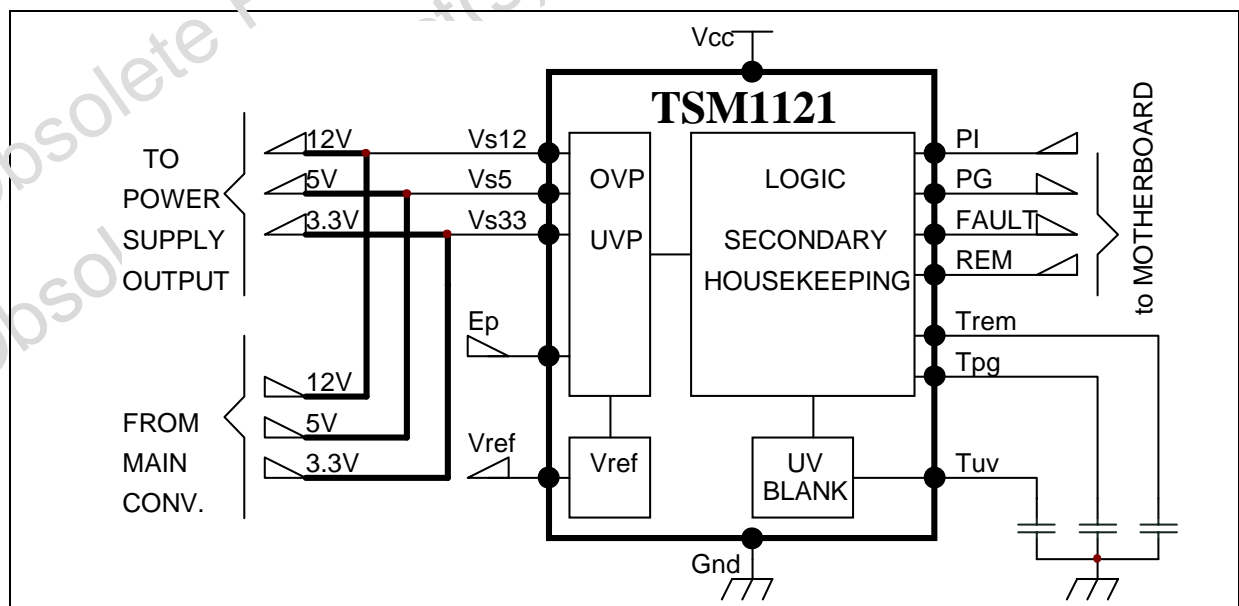 Obsolete
Vcc
TSM1121
TO
POWER
SUPPLY
OUTPUT
12V
5V
3.3V
Vs12
Vs5
Vs33
OVP
UVP
LOGIC
SECONDARY
HOUSEKEEPING
PI
PG
FAULT
REM
to MOTHERBOARD
Ep
Trem
Tpg
FROM
MAIN
CONV.
12V
5V
3.3V
Vref
Vref
UV
BLANK
Tuv
Gnd